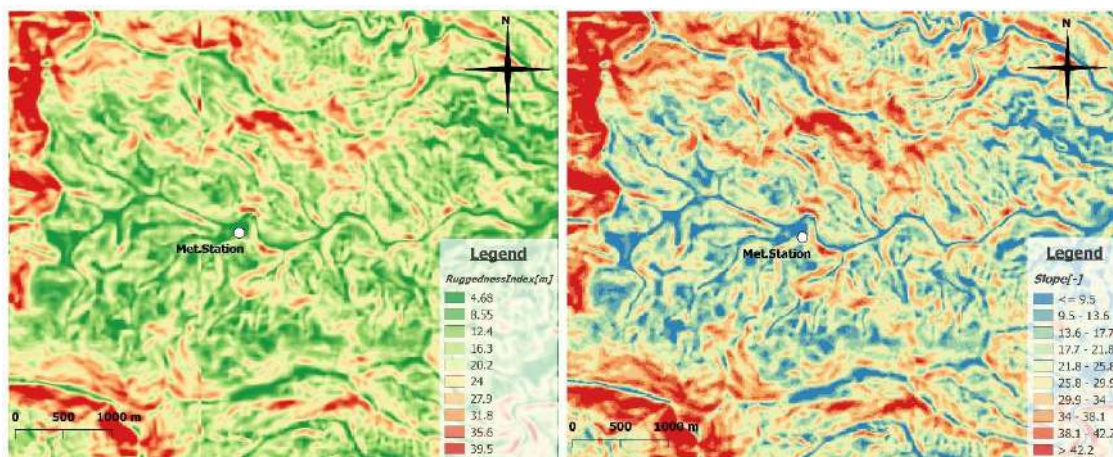 N
Met.Station
Legend
RuggednessIndex[m]
4.68
8.55
12.4
16.3
20.2
24
27.9
31.8
35.6
39.5
0 500 1000 m
N
Met.Station
Legend
Slope[-]
<= 9.5
9.5 - 13.6
13.6 - 17.7
17.7 - 21.8
21.8 - 25.8
25.8 - 29.9
29.9 - 34
34 - 38.1
38.1 - 42.2
> 42.2
0 500 1000 m